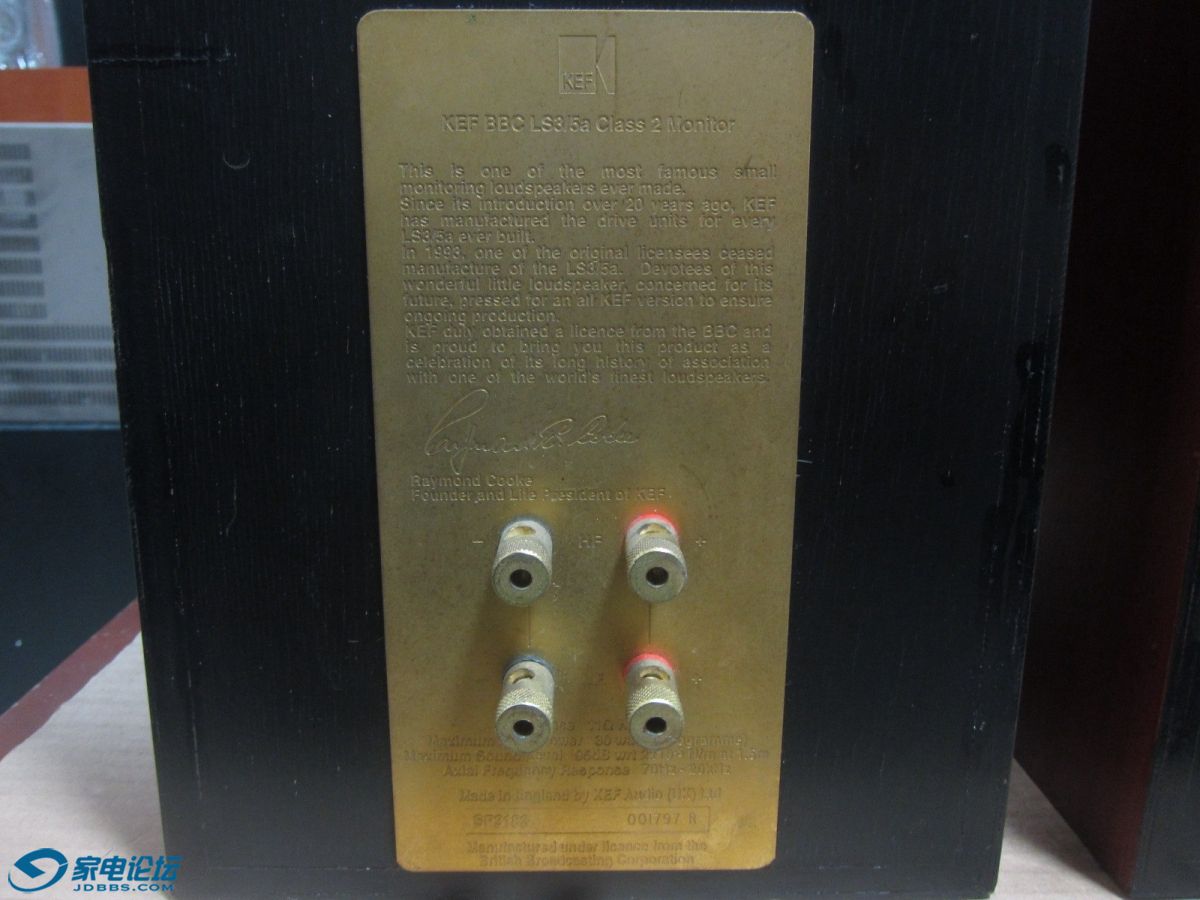 KEF
KEF BBC LS3/5a Class 2 Monitor
This is one of the most famous small
monitoring loudspeakers ever made.
Since its introduction over 20 years ago, KEF
has manufactured the drive units for every
LS3/5a ever built.
In 1993, one of the original licensees ceased
manufacture of the LS3/5a. Devotees of this
wonderful little loudspeaker, concerned for its
future, pressed for an all KEF version to ensure
ongoing production.
KEF duly obtained a licence from the BBC and
is proud to bring you this product as a
celebration of its long history of association
with one of the world's finest loudspeakers.
Raymond Cooke
Founder and Life President of KEF.
- HF +
+
Maximum
Maximum Sound 1.5m
Axial Frequency Response 70Hz - 20kHz
Made in England by KEF Audio (UK) Ltd
001797 R
Manufactured under licence from the
British Broadcasting Corporation
家电论坛
JDBBS.COM